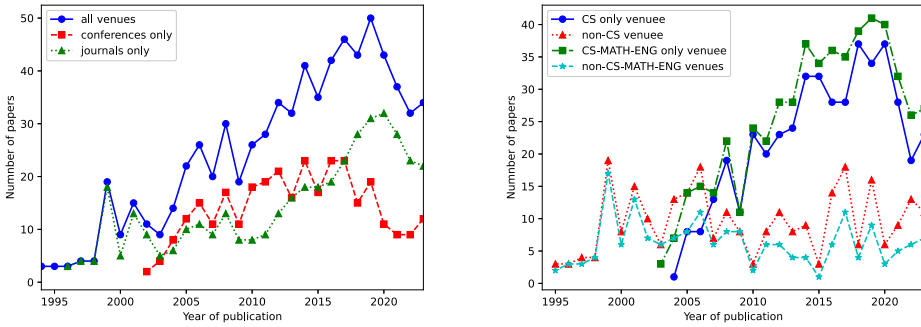 all venues
conferences only
journals only
50
40
30
20
10
0
Numnber of papers
1995
2000
2005
2010
2015
2020
Year of publication
CS only venuee
non-CS venuee
CS-MATH-ENG only venuee
non-CS-MATH-ENG venues
40
35
30
25
20
15
10
5
0
Numnber of papers
1995
2000
2005
2010
2015
2020
Year of publication